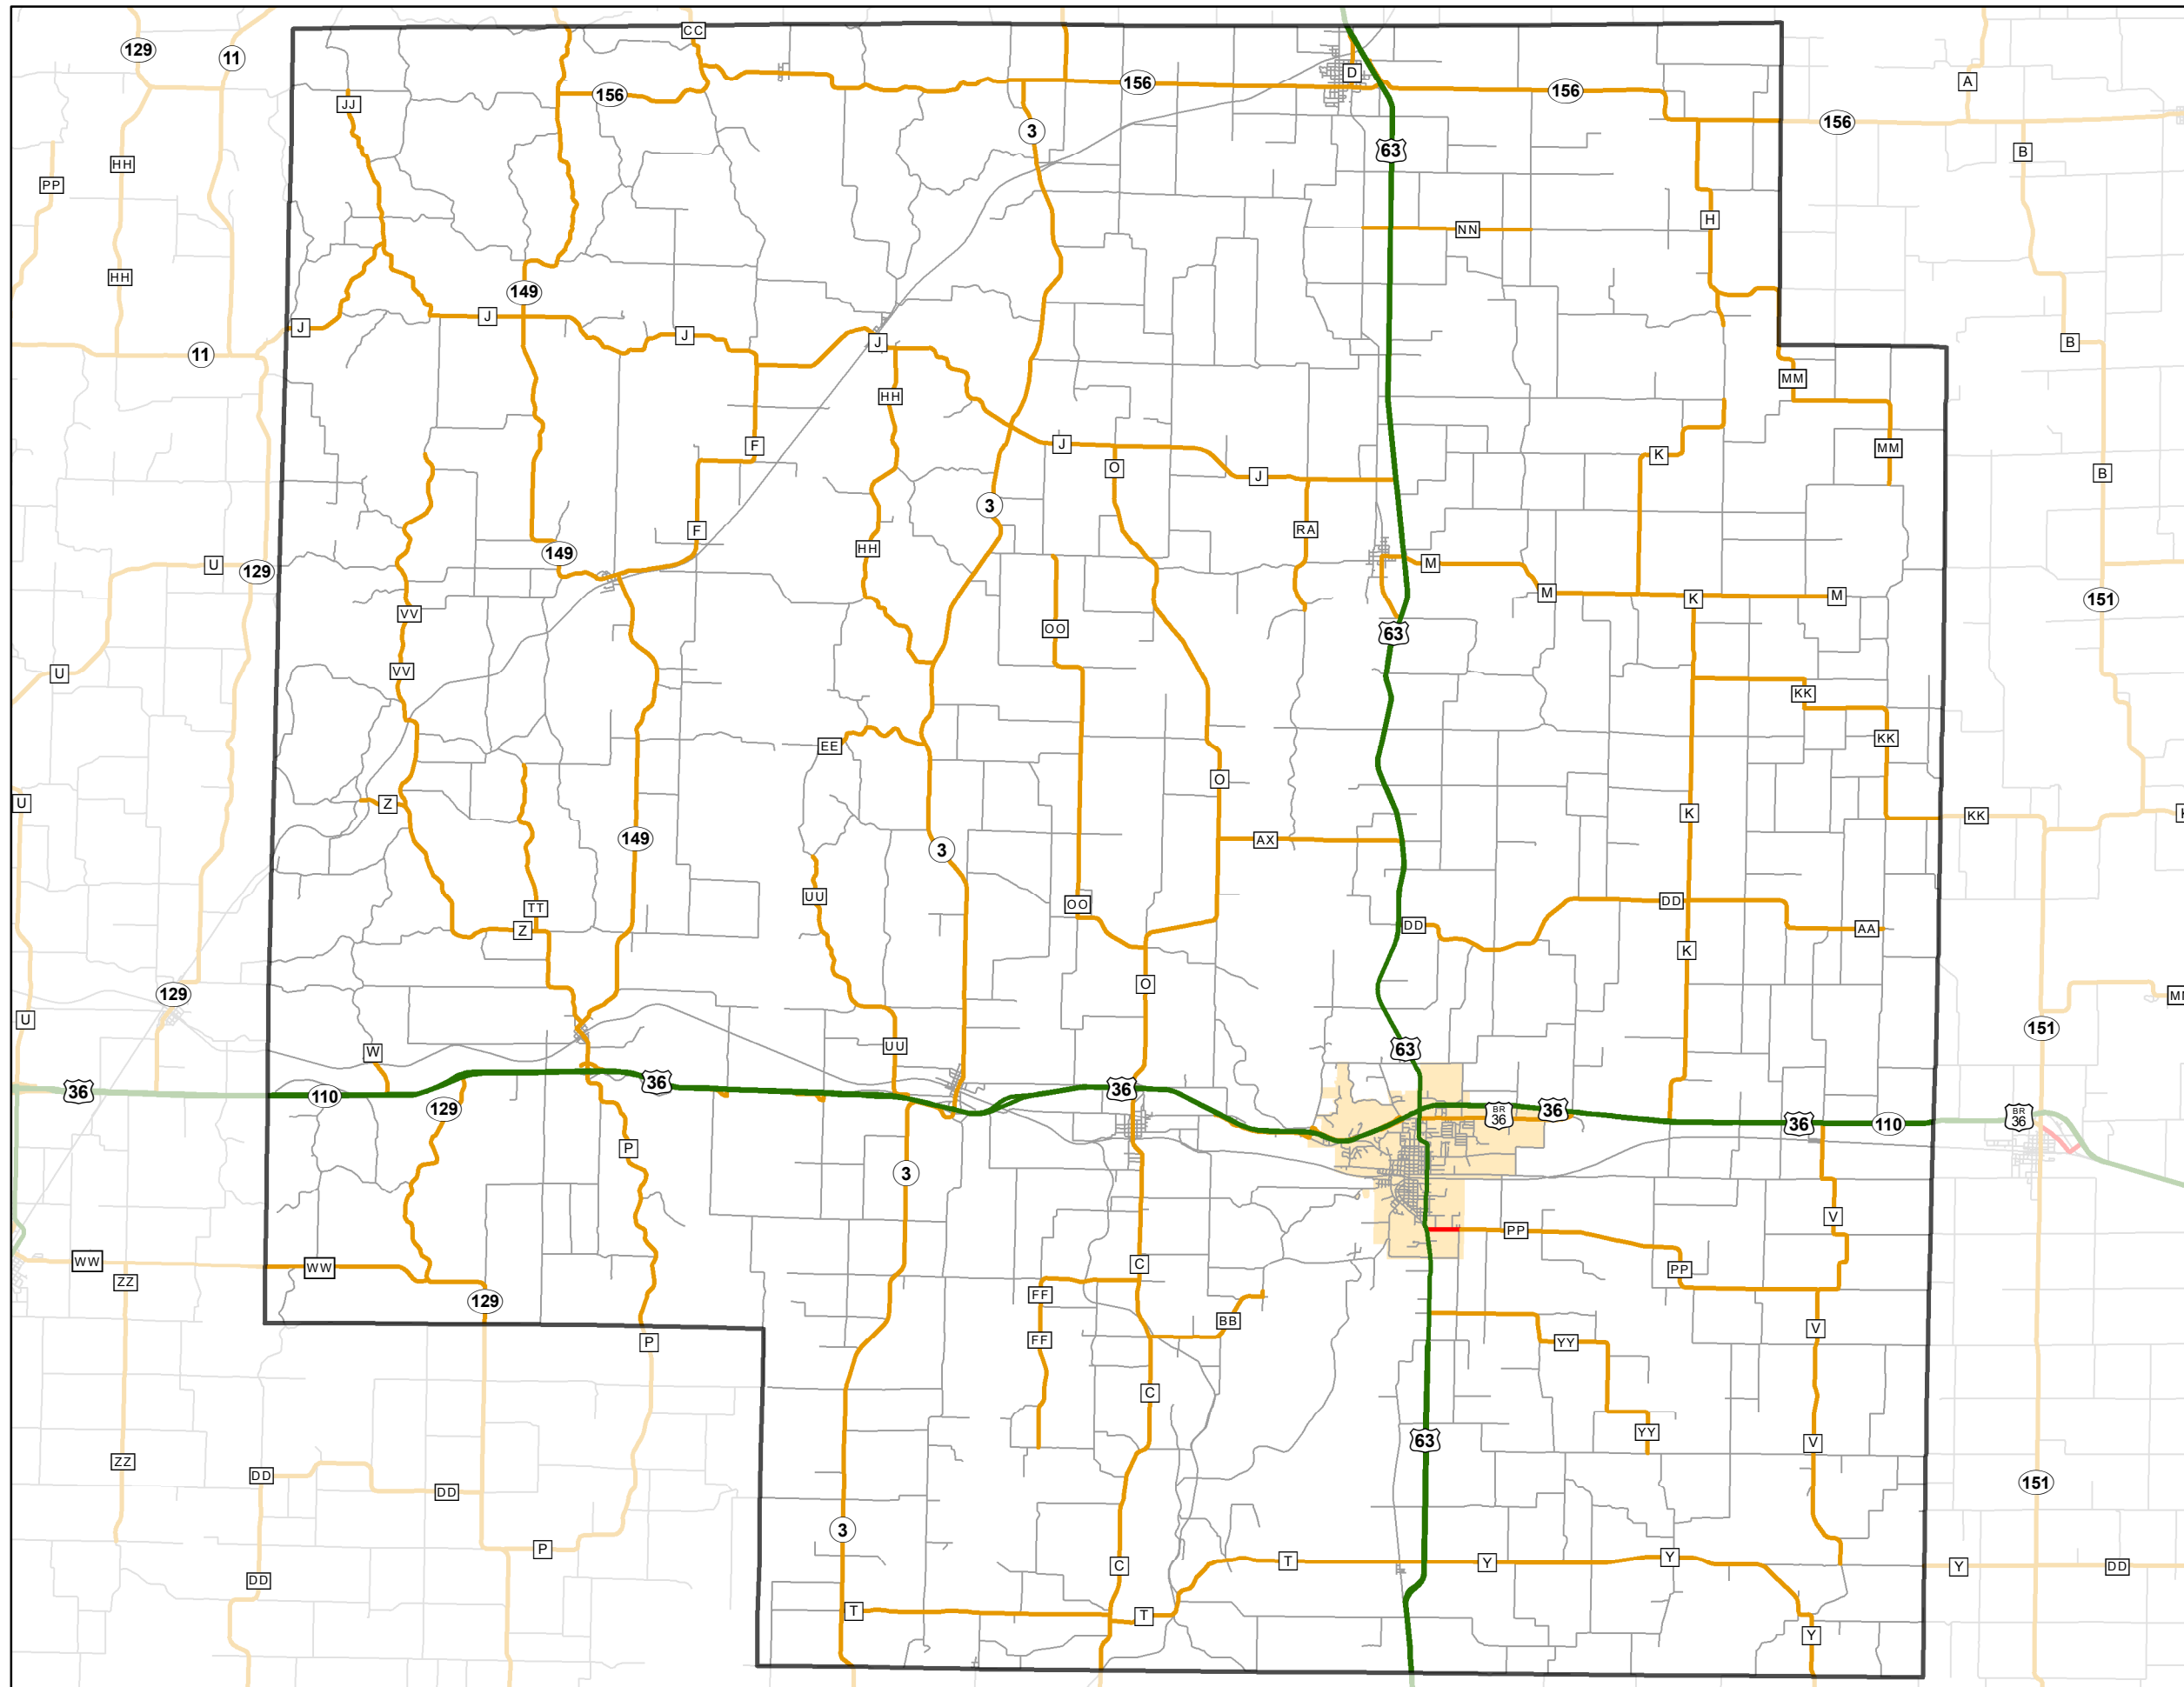 CC
129
11
D
A
156
156
156
JJ
156
3
63
B
HH
PP
H
NN
HH
149
J
J
J
J
B
11
MM
HH
J
F
MM
O
K
J
B
3
F
RA
HH
149
M
U
129
M
K
M
151
VV
OO
63
VV
U
KK
KK
EE
O
U
Z
K
KK
149
AX
3
UU
DD
OO
TT
DD
AA
Z
K
O
129
U
151
UU
63
W
36
36
36
110
129
BR
36
36
36
110
BR
36
P
3
V
PP
WW
C
WW
PP
ZZ
FF
129
BB
V
FF
P
YY
C
YY
63
V
ZZ
DD
151
DD
3
P
T
Y
Y
C
Y
DD
DD
T
T
Y